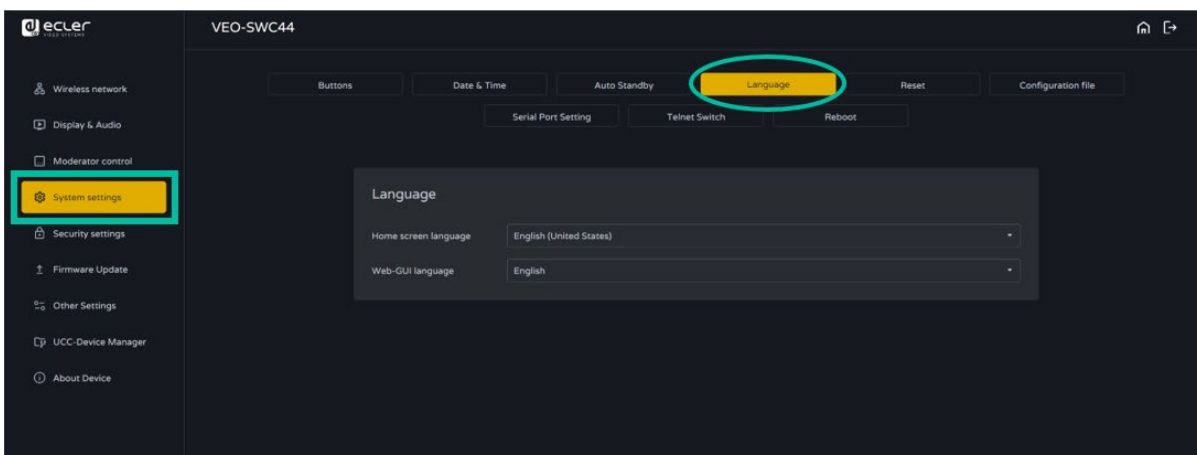 ecler
VIDEO SYSTEMS
VEO-SWC44
Wireless network
Display & Audio
Moderator control
System settings
Security settings
Firmware Update
Other Settings
UCC-Device Manager
About Device
Buttons Date & Time Auto Standby Language Reset Configuration file
Serial Port Setting Telnet Switch Reboot
Language
Home screen language English (United States)
Web-GUI language English